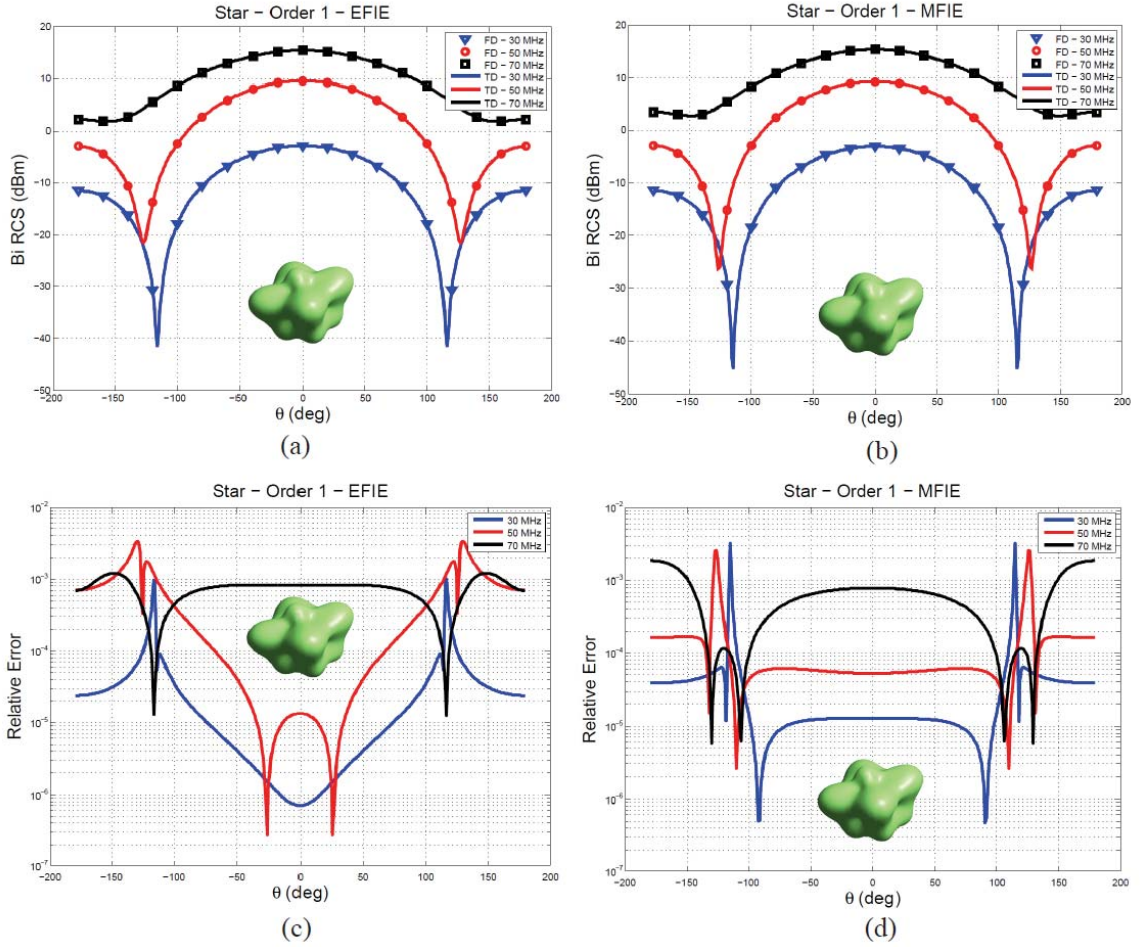 Star − Order 1 − EFIE
20
15
10
0
−10
−20
−30
−40
−50
Bi RCS (dBm)
FD − 30 MHz
FD − 50 MHz
FD − 70 MHz
TD − 30 MHz
TD − 50 MHz
TD − 70 MHz
−200 −150 −100 −50 0 50 100 150 200
θ (deg)
(a)
Star − Order 1 − MFIE
20
10
0
−10
−20
−30
−40
−50
Bi RCS (dBm)
FD − 30 MHz
FD − 50 MHz
FD − 70 MHz
TD − 30 MHz
TD − 50 MHz
TD − 70 MHz
−200 −150 −100 −50 0 50 100 150 200
θ (deg)
(b)
Star − Order 1 − EFIE
10−2
10−3
10−4
10−5
10−6
10−7
Relative Error
30 MHz
50 MHz
70 MHz
−200 −150 −100 −50 0 50 100 150 200
θ (deg)
(c)
Star − Order 1 − MFIE
10−2
10−3
10−4
10−5
10−6
10−7
Relative Error
30 MHz
50 MHz
70 MHz
−200 −150 −100 −50 0 50 100 150 200
θ (deg)
(d)